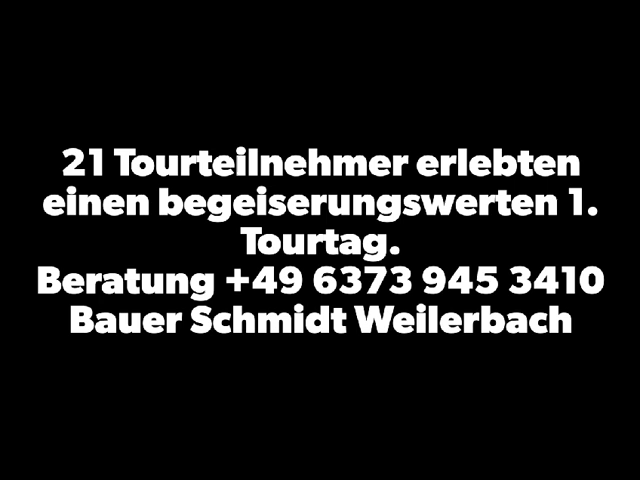 21 Tourteilnehmer erlebten
einen begeiserungswerten 1.
Tourtag.
Beratung +49 6373 945 3410
Bauer Schmidt Weilerbach